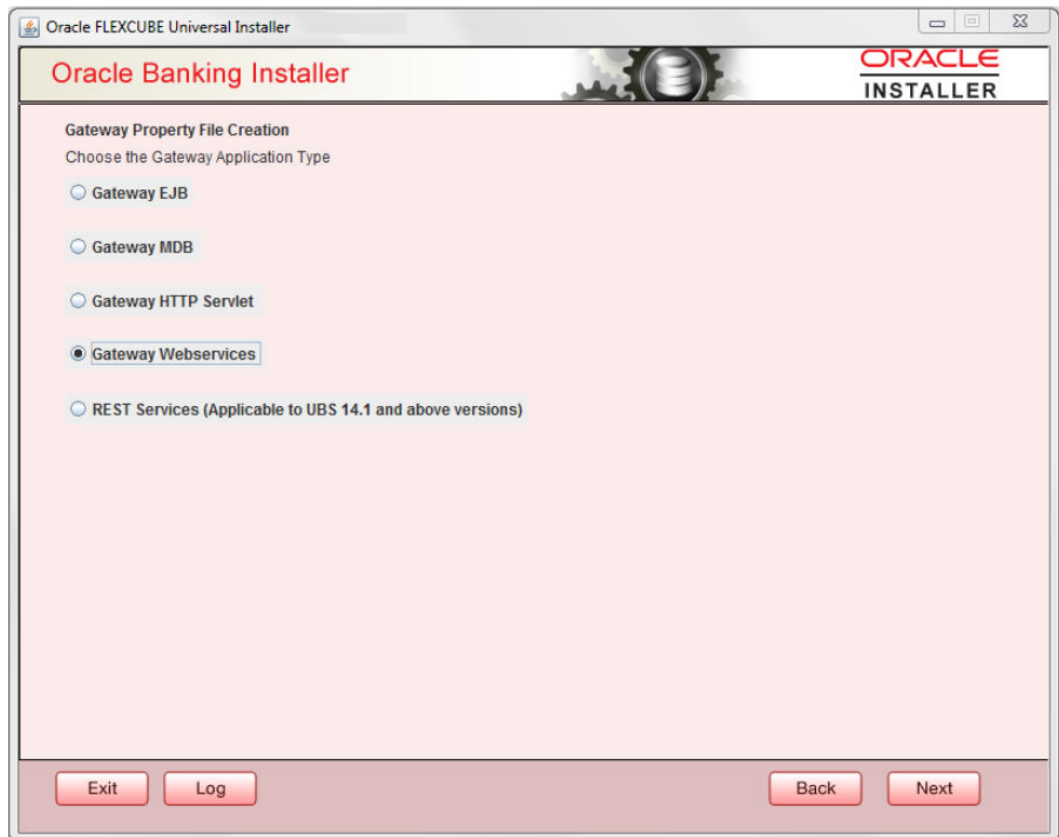 Oracle FLEXCUBE Universal Installer
Oracle Banking Installer
ORACLE
INSTALLER
Gateway Property File Creation
Choose the Gateway Application Type
Gateway EJB
Gateway MDB
Gateway HTTP Servlet
Gateway Webservices
REST Services (Applicable to UBS 14.1 and above versions)
Exit Log Back Next